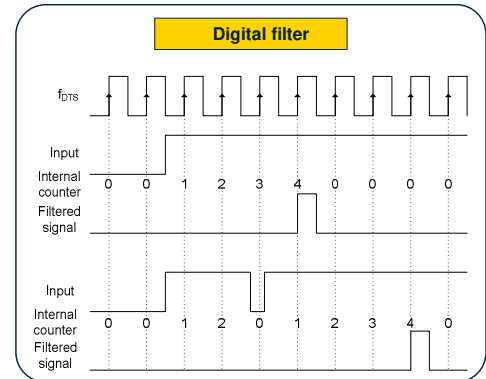 Digital filter
fDTS
Input
Internal
counter
0 0 1 2 3 4 0 0 0 0
Filtered
signal
Input
Internal
counter
0 0 1 2 0 1 2 3 4 0
Filtered
signal